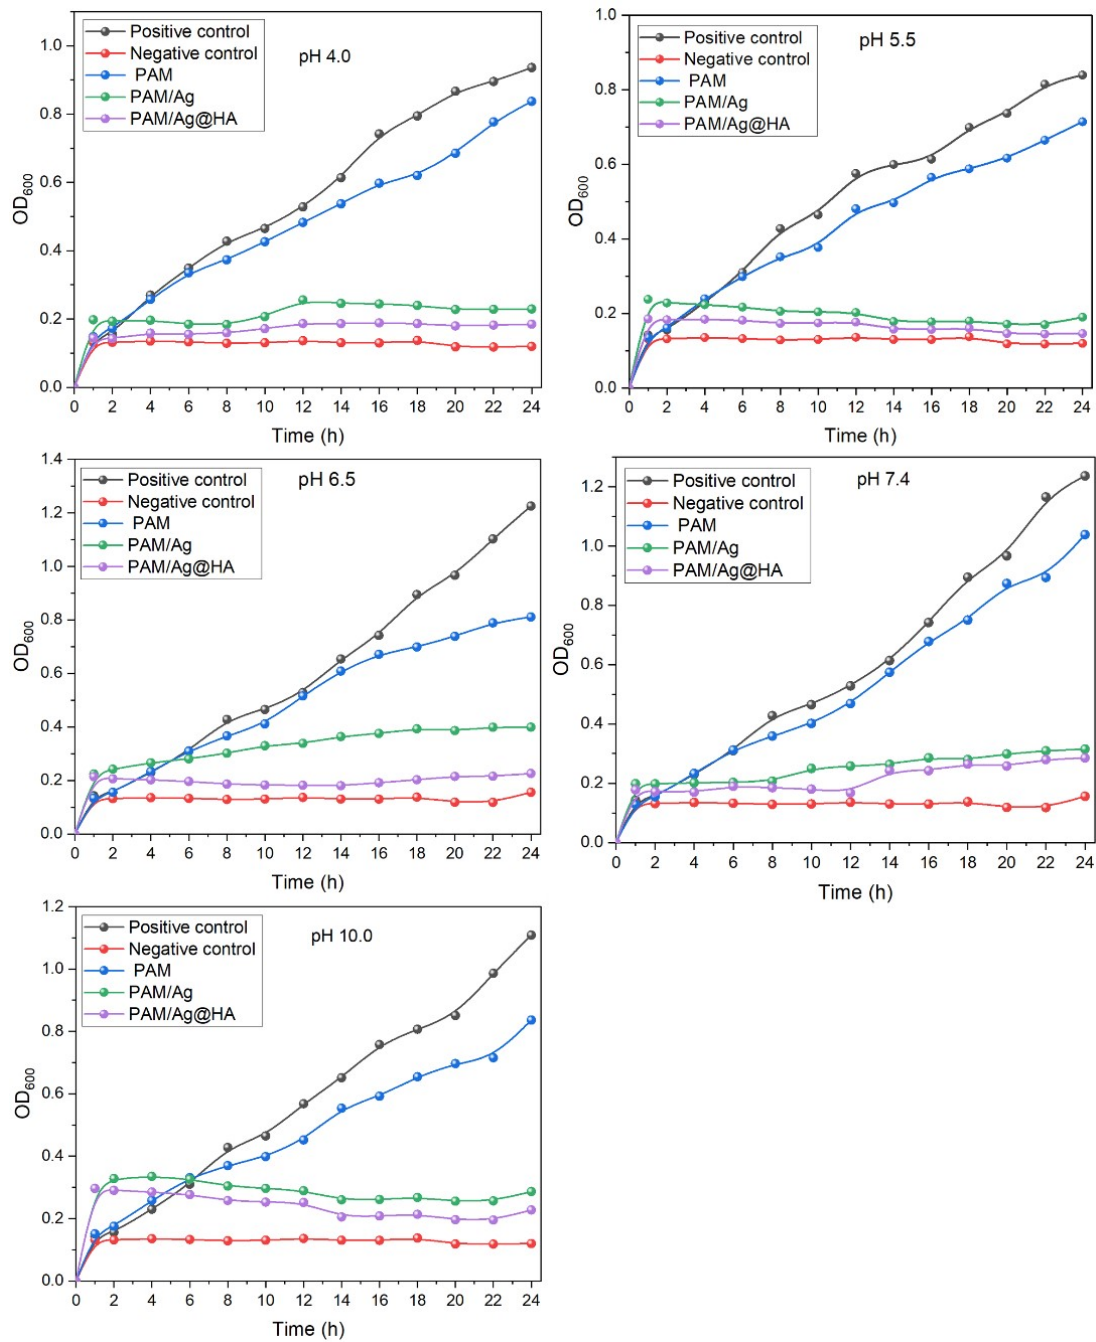 Positive control
Negative control
PAM
PAM/Ag
PAM/Ag@HA
pH 4.0
1.0
0.8
0.6
0.4
0.2
0.0
OD600
0 2 4 6 8 10 12 14 16 18 20 22 24
Time (h)
Positive control
Negative control
PAM
PAM/Ag
PAM/Ag@HA
pH 5.5
1.0
0.8
0.6
0.4
0.2
0.0
OD600
0 2 4 6 8 10 12 14 16 18 20 22 24
Time (h)
Positive control
Negative control
PAM
PAM/Ag
PAM/Ag@HA
pH 6.5
1.4
1.2
1.0
0.8
0.6
0.4
0.2
0.0
OD600
0 2 4 6 8 10 12 14 16 18 20 22 24
Time (h)
Positive control
Negative control
PAM
PAM/Ag
PAM/Ag@HA
pH 7.4
1.2
1.0
0.8
0.6
0.4
0.2
0.0
OD600
0 2 4 6 8 10 12 14 16 18 20 22 24
Time (h)
Positive control
Negative control
PAM
PAM/Ag
PAM/Ag@HA
pH 10.0
1.2
1.0
0.8
0.6
0.4
0.2
0.0
OD600
0 2 4 6 8 10 12 14 16 18 20 22 24
Time (h)